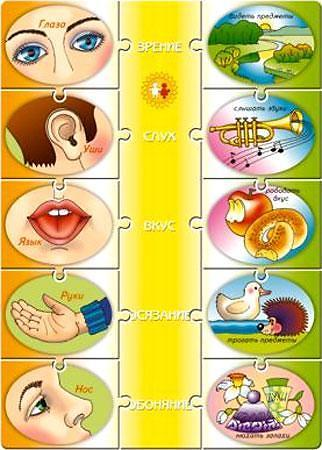 Глаза
ЗРЕНИЕ
видеть предметы
Уши
СЛУХ
слышать звуки
Язык
ВКУС
вкус
Руки
ОСЯЗАНИЕ
трогать предметы
Нос
ОБОНЯНИЕ
нюхать запахи